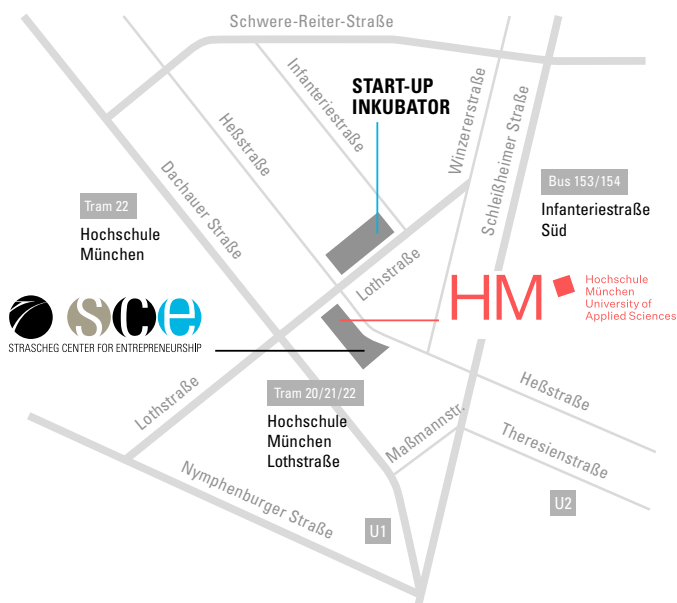 Schwere-Reiter-Straße
Infanteriestraße
START-UP
INKUBATOR
Heßstraße
Winzererstraße
Schleißheimer Straße
Dachauer Straße
Bus 153/154
Infanteriestraße
Süd
Tram 22
Hochschule
München
Lothstraße
HM
Hochschule
München
University of
Applied Sciences
sce
STRASCHEG CENTER FOR ENTREPRENEURSHIP
Lothstraße
Tram 20/21/22
Hochschule
München
Lothstraße
Heßstraße
Maßmannstr.
Theresienstraße
Nymphenburger Straße
U1
U2